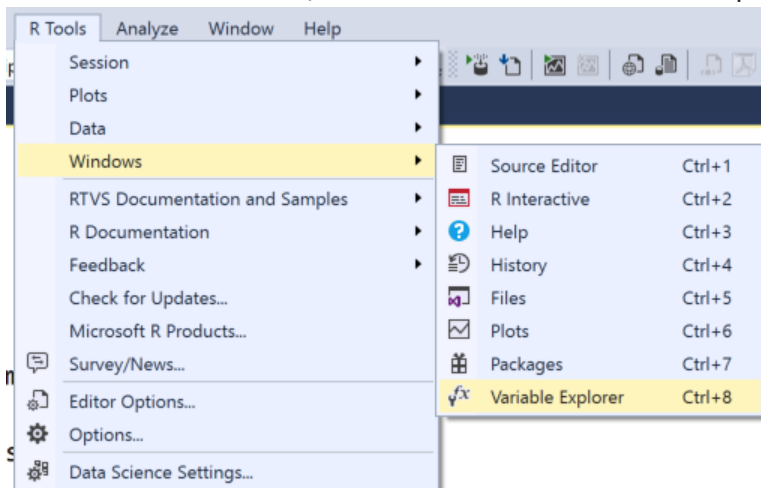 R Tools Analyze Window Help
Session
Plots
Data
Windows
RTVS Documentation and Samples
R Documentation
Feedback
Check for Updates...
Microsoft R Products...
Survey/News...
Editor Options...
Options...
Data Science Settings...
Source Editor Ctrl+1
R Interactive Ctrl+2
Help Ctrl+3
History Ctrl+4
Files Ctrl+5
Plots Ctrl+6
Packages Ctrl+7
Variable Explorer Ctrl+8